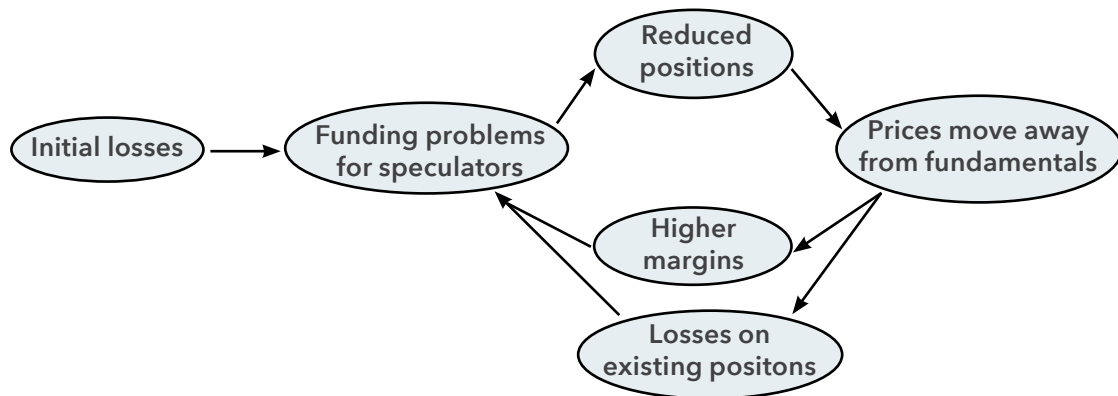 Reduced
positions
Initial losses
Funding problems
for speculators
Prices move away
from fundamentals
Higher
margins
Losses on
existing positons